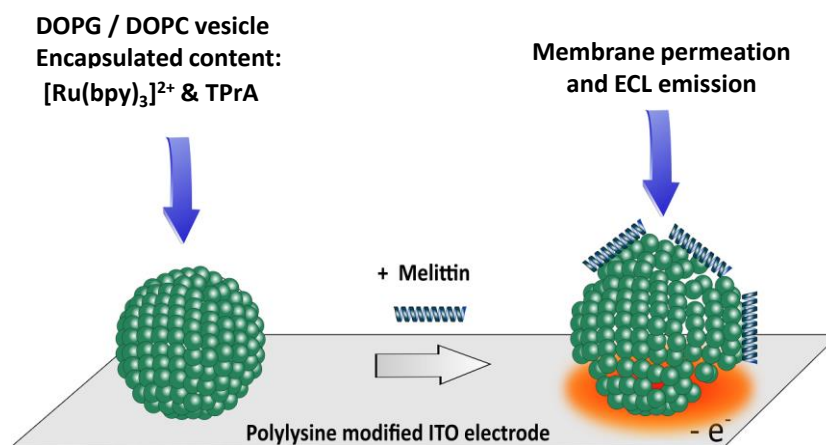 DOPG / DOPC vesicle
Encapsulated content:
[Ru(bpy)₃]²⁺ & TPrA
Membrane permeation
and ECL emission
+ Melittin
Polylysine modified ITO electrode
- e⁻